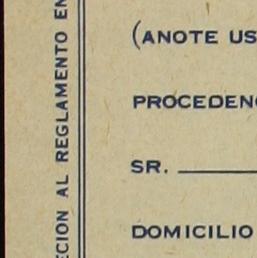 (ANOTE US
PROCEDENC
SR.
DOMICILIO
ECION AL REGLAMENTO EN